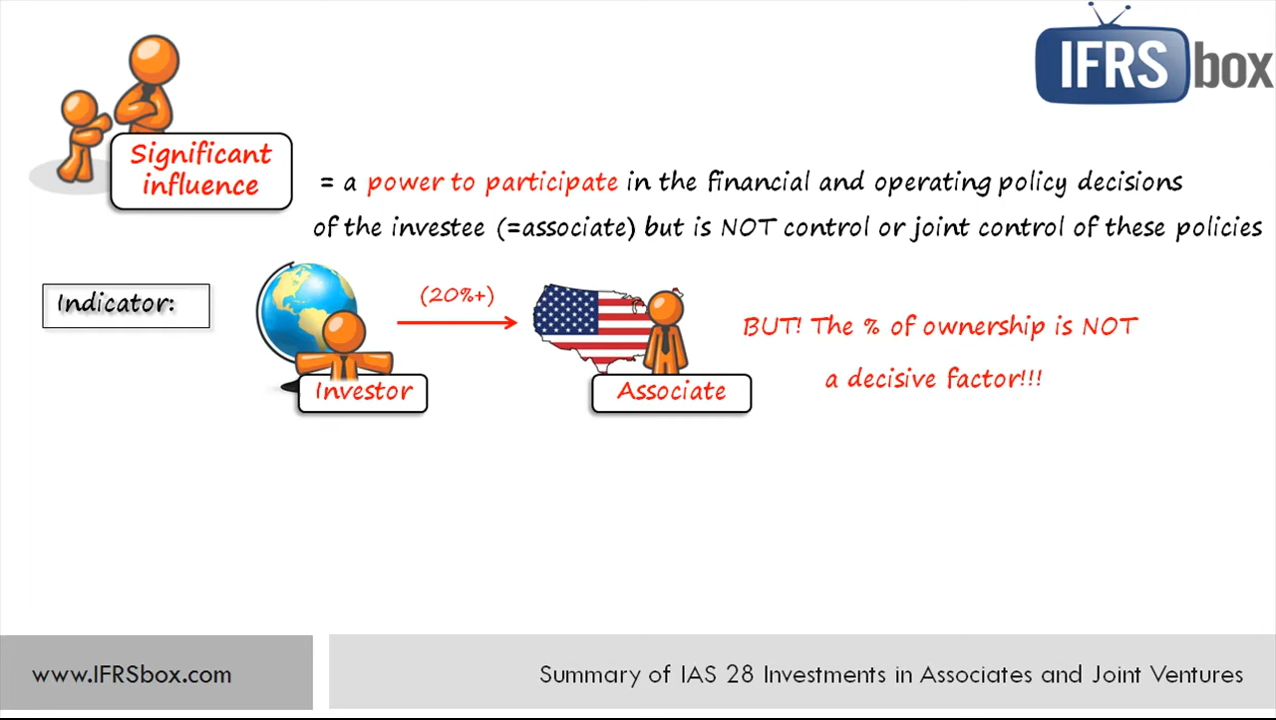 IFRS box
Significant
influence
= a power to participate in the financial and operating policy decisions
of the investee (=associate) but is NOT control or joint control of these policies
Indicator:
(20%+)
BUT! The % of ownership is NOT
a decisive factor!!!
Investor
Associate
www.IFRSbox.com
Summary of IAS 28 Investments in Associates and Joint Ventures